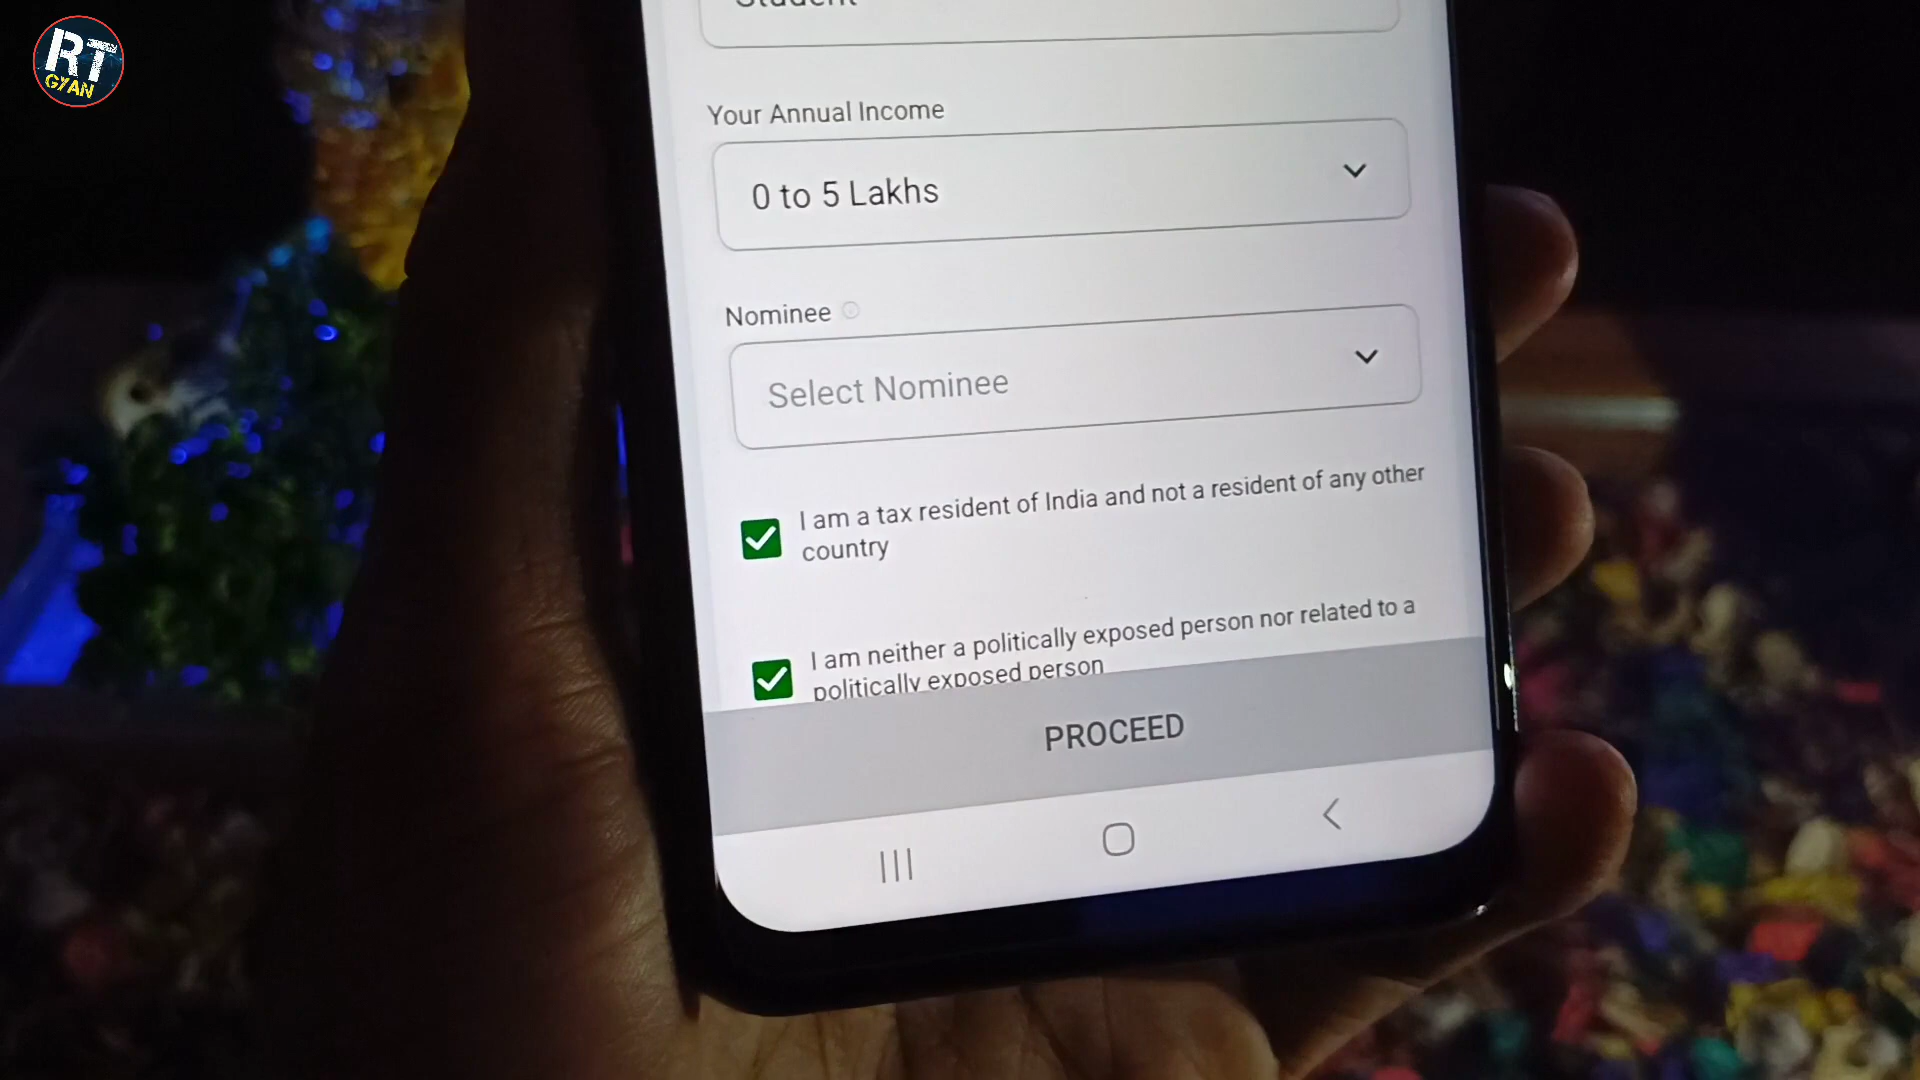 RT
GYAN
Student
Your Annual Income
0 to 5 Lakhs
Nominee
Select Nominee
I am a tax resident of India and not a resident of any other
country
I am neither a politically exposed person nor related to a
politically exposed person
PROCEED